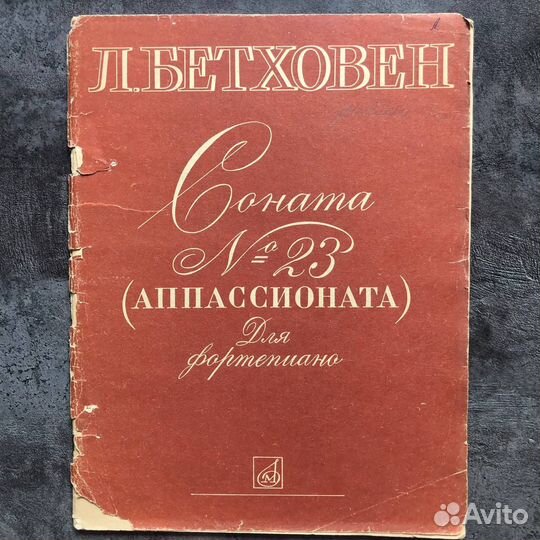 Л. БЕТХОВЕН
Соната
№ 23
(АППАССИОНАТА)
Для
фортепиано
М
Avito